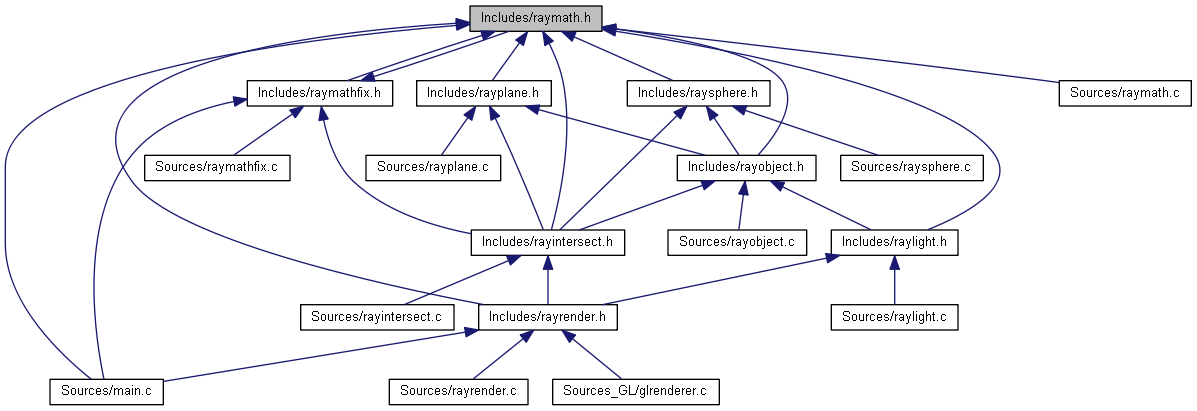 Includes/raymath.h
Includes/raymathfix.h
Includes/rayplane.h
Includes/raysphere.h
Sources/raymath.c
Sources/raymathfix.c
Sources/rayplane.c
Includes/rayobject.h
Sources/raysphere.c
Includes/rayintersect.h
Sources/rayobject.c
Includes/raylight.h
Sources/rayintersect.c
Includes/rayrender.h
Sources/raylight.c
Sources/main.c
Sources/rayrender.c
Sources_GL/glrenderer.c